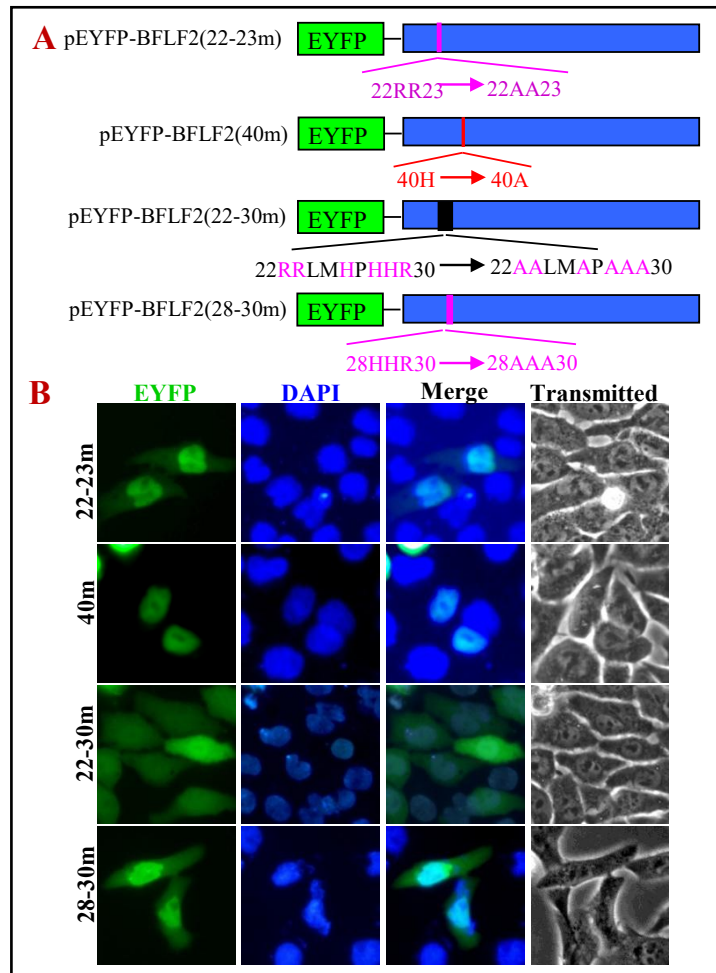 A
pEYFP-BFLF2(22-23m) EYFP
22RR23 22AA23
pEYFP-BFLF2(40m) EYFP
40H 40A
pEYFP-BFLF2(22-30m) EYFP
22RRLMHPHHR30 22AALMAPAAA30
pEYFP-BFLF2(28-30m) EYFP
28HHR30 28AAA30
B EYFP DAPI Merge Transmitted
22-23m
40m
22-30m
28-30m